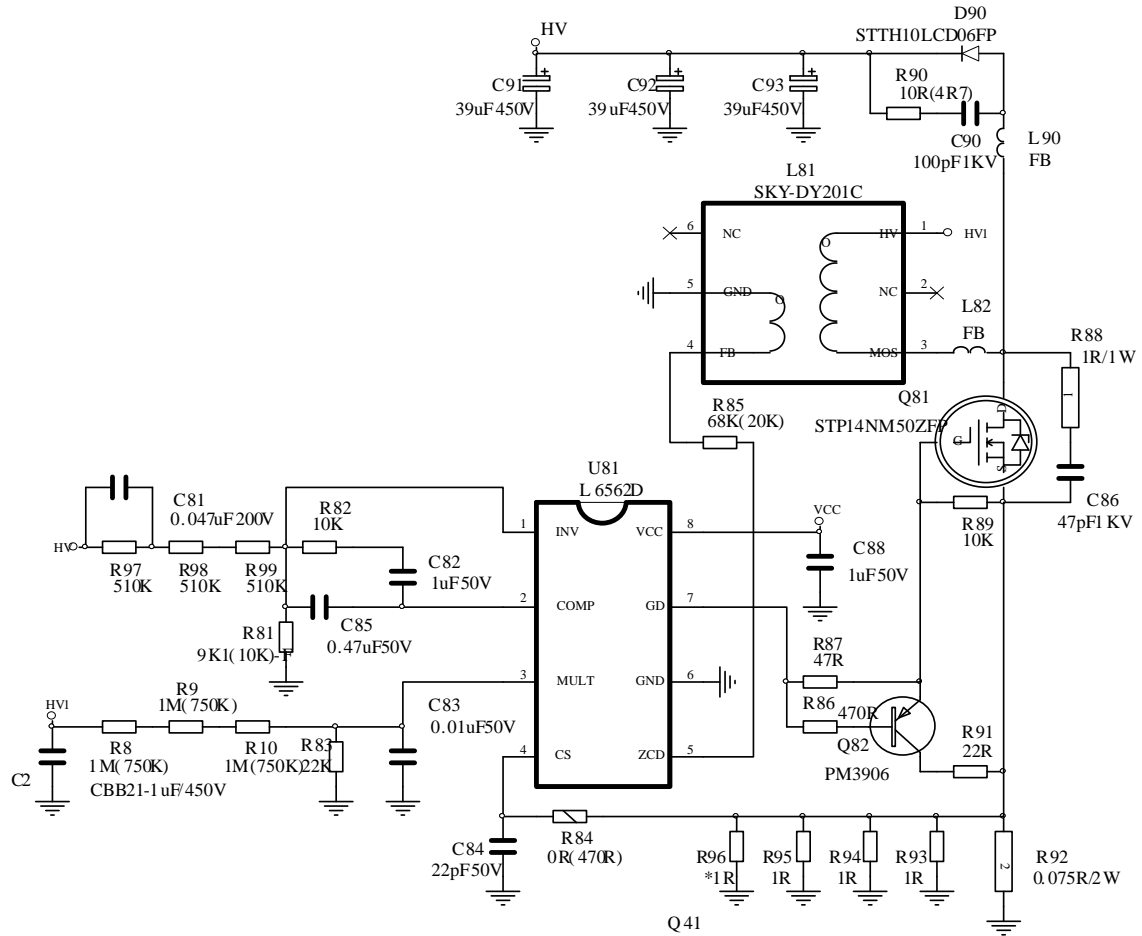 D90
STTH10LCD06FP
HV
R90
10R(4R7)
C91
39uF450V
C92
39uF450V
C93
39uF450V
C90
100pF1KV
L90
FB
L81
SKY-DY201C
6 NC
HV 1 HV1
5 GND
NC 2
4 FB
MOS 3
L82
FB
R88
1R/1W
1
R85
68K(20K)
Q81
STP14NM50ZFP
D
G
S
C86
47pF1KV
R89
10K
U81
L6562D
C81
0.047uF200V
R82
10K
HV
R97
510K
R98
510K
R99
510K
C82
1uF50V
1 INV
VCC 8
VCC
C88
1uF50V
2 COMP
GD 7
C85
0.47uF50V
R81
9K1(10K)-F
R87
47R
3 MULT
GND 6
R86
470R
Q82
PM3906
R91
22R
HV1
R9
1M(750K)
R8
1M(750K)
R10
1M(750K)
R83
22K
C83
0.01uF50V
C2
CBB21-1uF/450V
4 CS
ZCD 5
C84
22pF50V
R84
0R(470R)
R96
*1R
R95
1R
R94
1R
R93
1R
2
R92
0.075R/2W
Q41